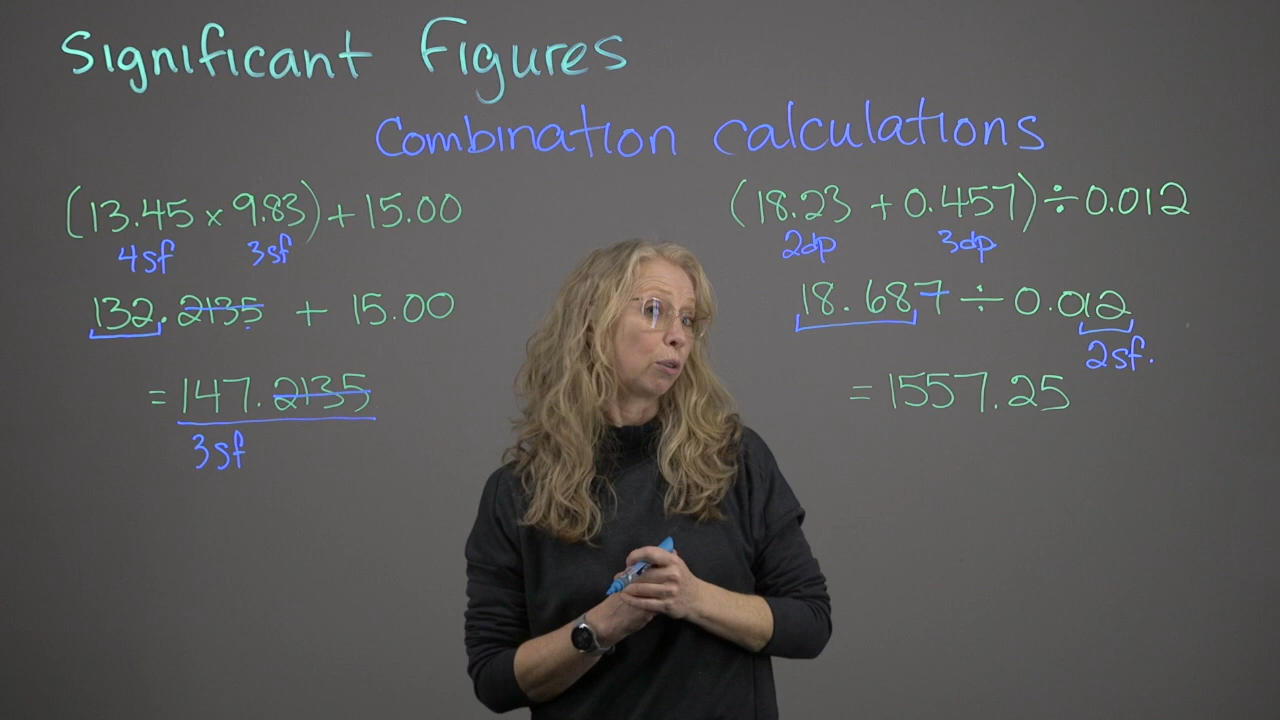 Significant Figures
Combination calculations
(13.45 x 9.83) + 15.00
4sf 3sf
132.2135 + 15.00
= 147.2135
3sf
(18.23 + 0.457) ÷ 0.012
2dp 3dp
18.687 ÷ 0.012
2sf.
= 1557.25